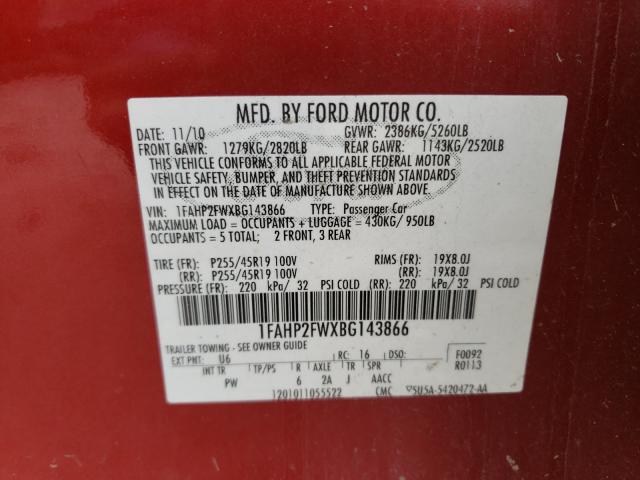 MFD. BY FORD MOTOR CO.
DATE: 11/10 GVWR: 2386KG/5260LB
FRONT GAWR: 1279KG/2820LB REAR GAWR: 1143KG/2520LB
THIS VEHICLE CONFORMS TO ALL APPLICABLE FEDERAL MOTOR
VEHICLE SAFETY, BUMPER, AND THEFT PREVENTION STANDARDS
IN EFFECT ON THE DATE OF MANUFACTURE SHOWN ABOVE.
VIN: 1FAHP2FWXBG143866 TYPE: Passenger Car
MAXIMUM LOAD = OCCUPANTS + LUGGAGE = 430KG/ 950LB
OCCUPANTS = 5 TOTAL; 2 FRONT, 3 REAR
TIRE (FR): P255/45R19 100V RIMS (FR): 19X8.0J
(RR): P255/45R19 100V (RR): 19X8.0J
PRESSURE (FR): 220 kPa/ 32 PSI COLD (RR): 220 kPa/ 32 PSI COLD
1FAHP2FWXBG143866
TRAILER TOWING - SEE OWNER GUIDE
EXT PNT: U6 RC: 16 DSO: F0092
INT TR TP/PS R AXLE TR SPR R0113
PW 6 2A J AACC
1201011055522 CMC 5U5A-5420472-AA